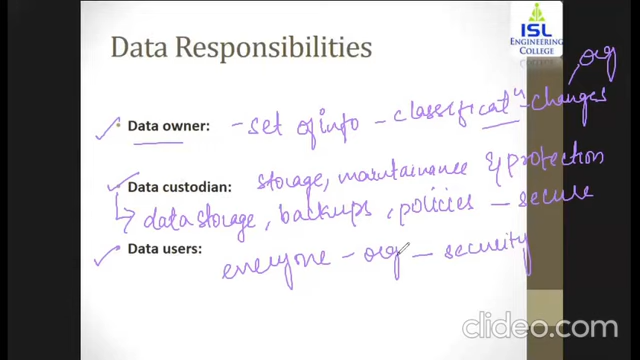 ISL
ENGINEERING
COLLEGE
Data Responsibilities
org
Data owner: - set of info - classificatⁿ - changes
Data custodian: storage, maintainance & protection
data storage, backups, policies - secure
Data users:
everyone - org - security
clideo.com